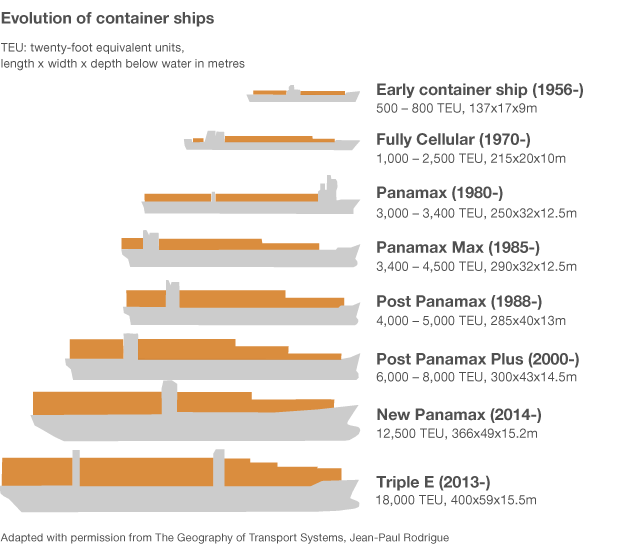 Evolution of container ships
TEU: twenty-foot equivalent units,
length x width x depth below water in metres
Early container ship (1956-)
500 – 800 TEU, 137x17x9m
Fully Cellular (1970-)
1,000 – 2,500 TEU, 215x20x10m
Panamax (1980-)
3,000 – 3,400 TEU, 250x32x12.5m
Panamax Max (1985-)
3,400 – 4,500 TEU, 290x32x12.5m
Post Panamax (1988-)
4,000 – 5,000 TEU, 285x40x13m
Post Panamax Plus (2000-)
6,000 – 8,000 TEU, 300x43x14.5m
New Panamax (2014-)
12,500 TEU, 366x49x15.2m
Triple E (2013-)
18,000 TEU, 400x59x15.5m
Adapted with permission from The Geography of Transport Systems, Jean-Paul Rodrigue